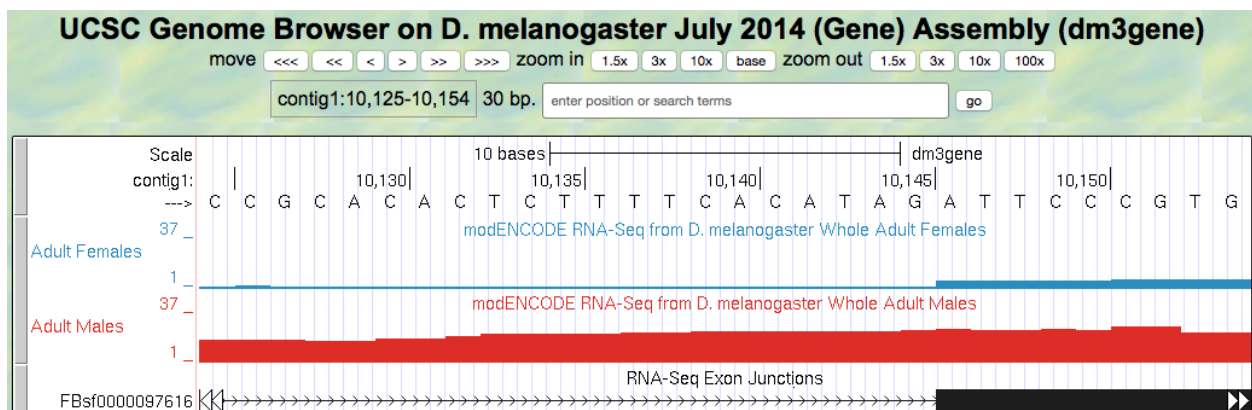 UCSC Genome Browser on D. melanogaster July 2014 (Gene) Assembly (dm3gene)
move <<< << < > >> >>> zoom in 1.5x 3x 10x base zoom out 1.5x 3x 10x 100x
contig1:10,125-10,154 30 bp. enter position or search terms go
Scale 10 bases dm3gene
contig1: 10,130 10,135 10,140 10,145 10,150
---> C C G C A C A C T C T T T T C A C A T A G A T T C C C G T G
37 _ modENCODE RNA-Seq from D. melanogaster Whole Adult Females
Adult Females
1 _
37 _ modENCODE RNA-Seq from D. melanogaster Whole Adult Males
Adult Males
1 _
RNA-Seq Exon Junctions
FBsf0000097616